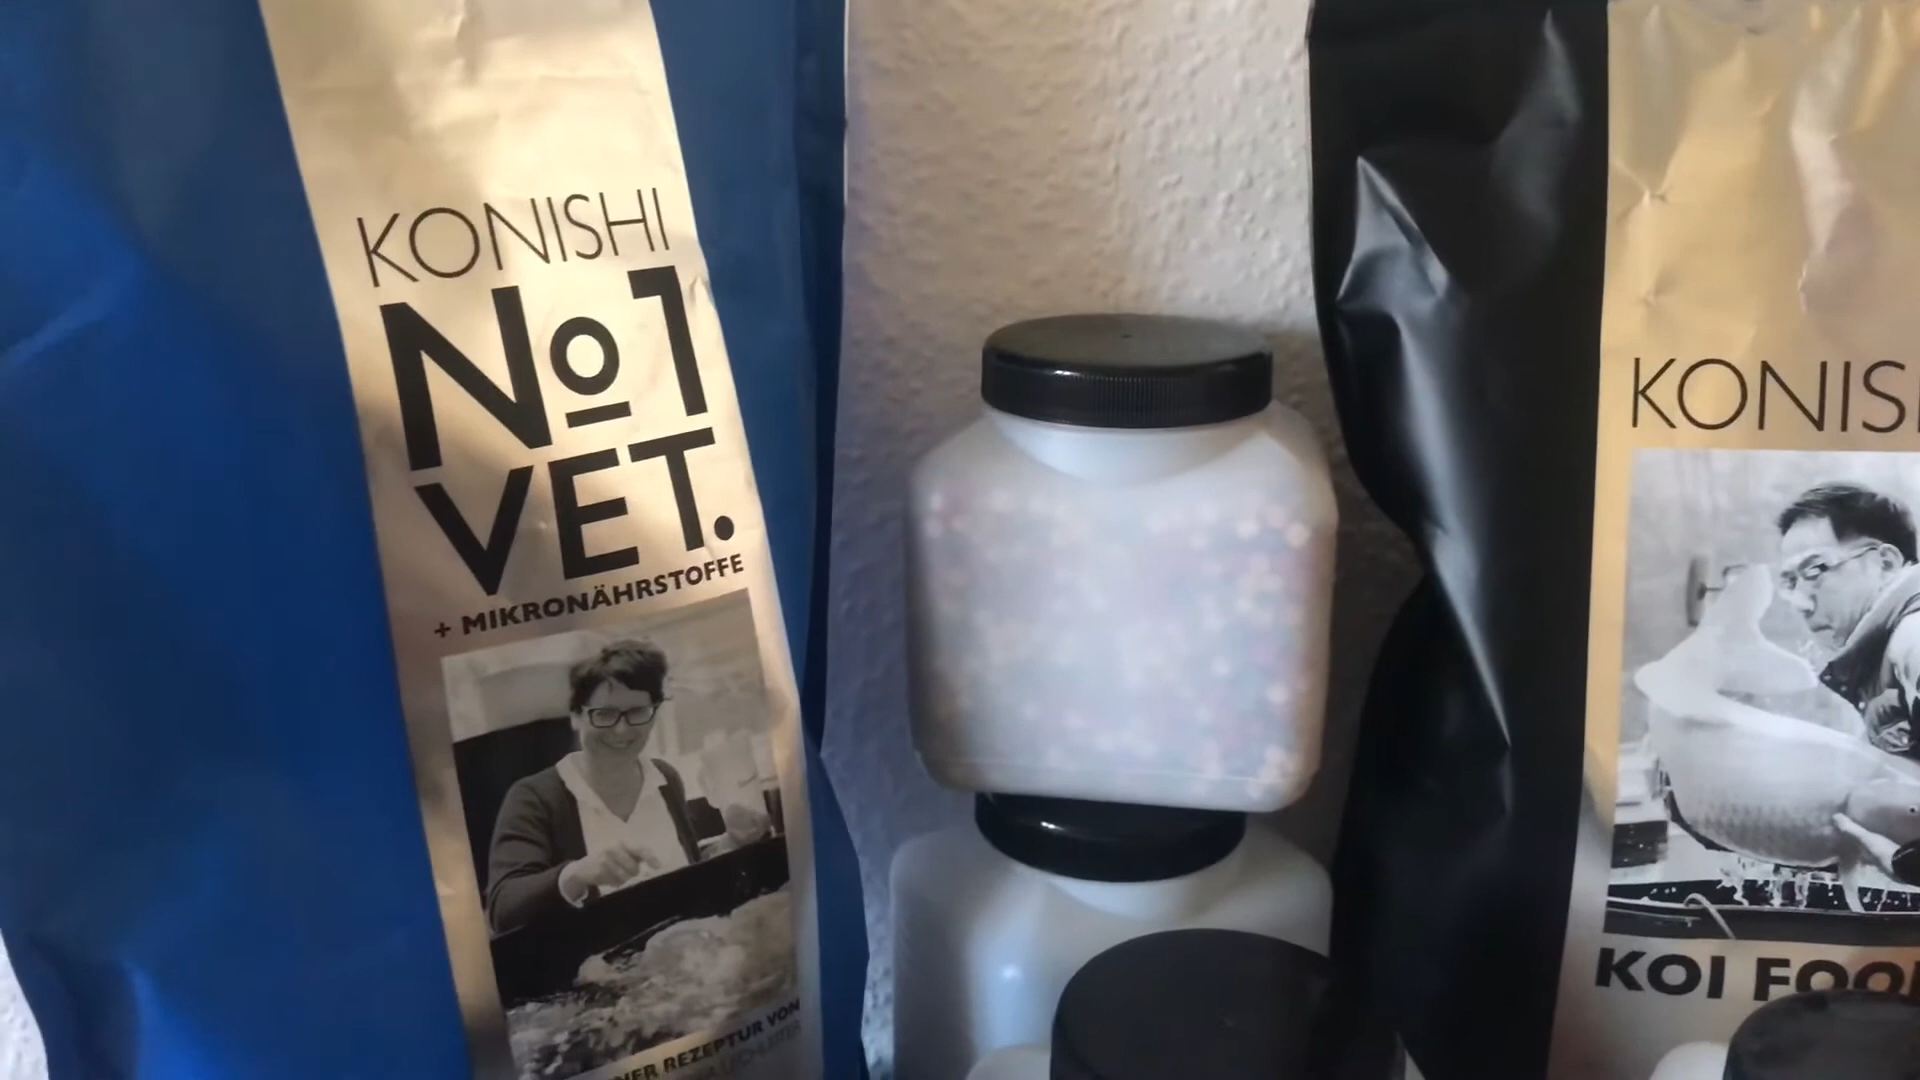 KONISHI
No1
VET.
+ MIKRONÄHRSTOFFE
REZEPTUR VON
KONIS
KOI FOO